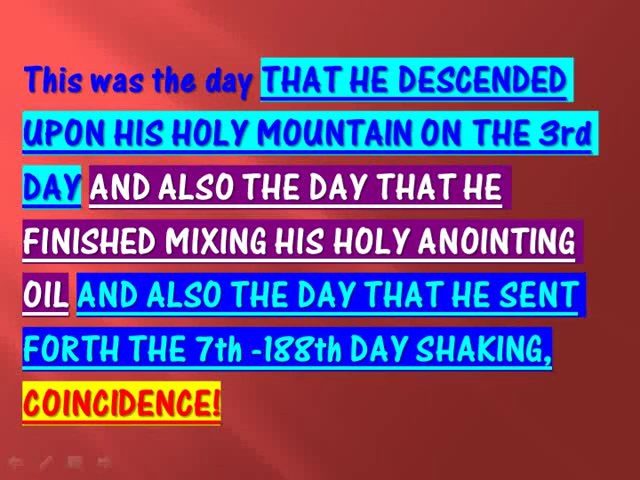 This was the day THAT HE DESCENDED
UPON HIS HOLY MOUNTAIN ON THE 3rd
DAY AND ALSO THE DAY THAT HE
FINISHED MIXING HIS HOLY ANOINTING
OIL AND ALSO THE DAY THAT HE SENT
FORTH THE 7th -188th DAY SHAKING,
COINCIDENCE!